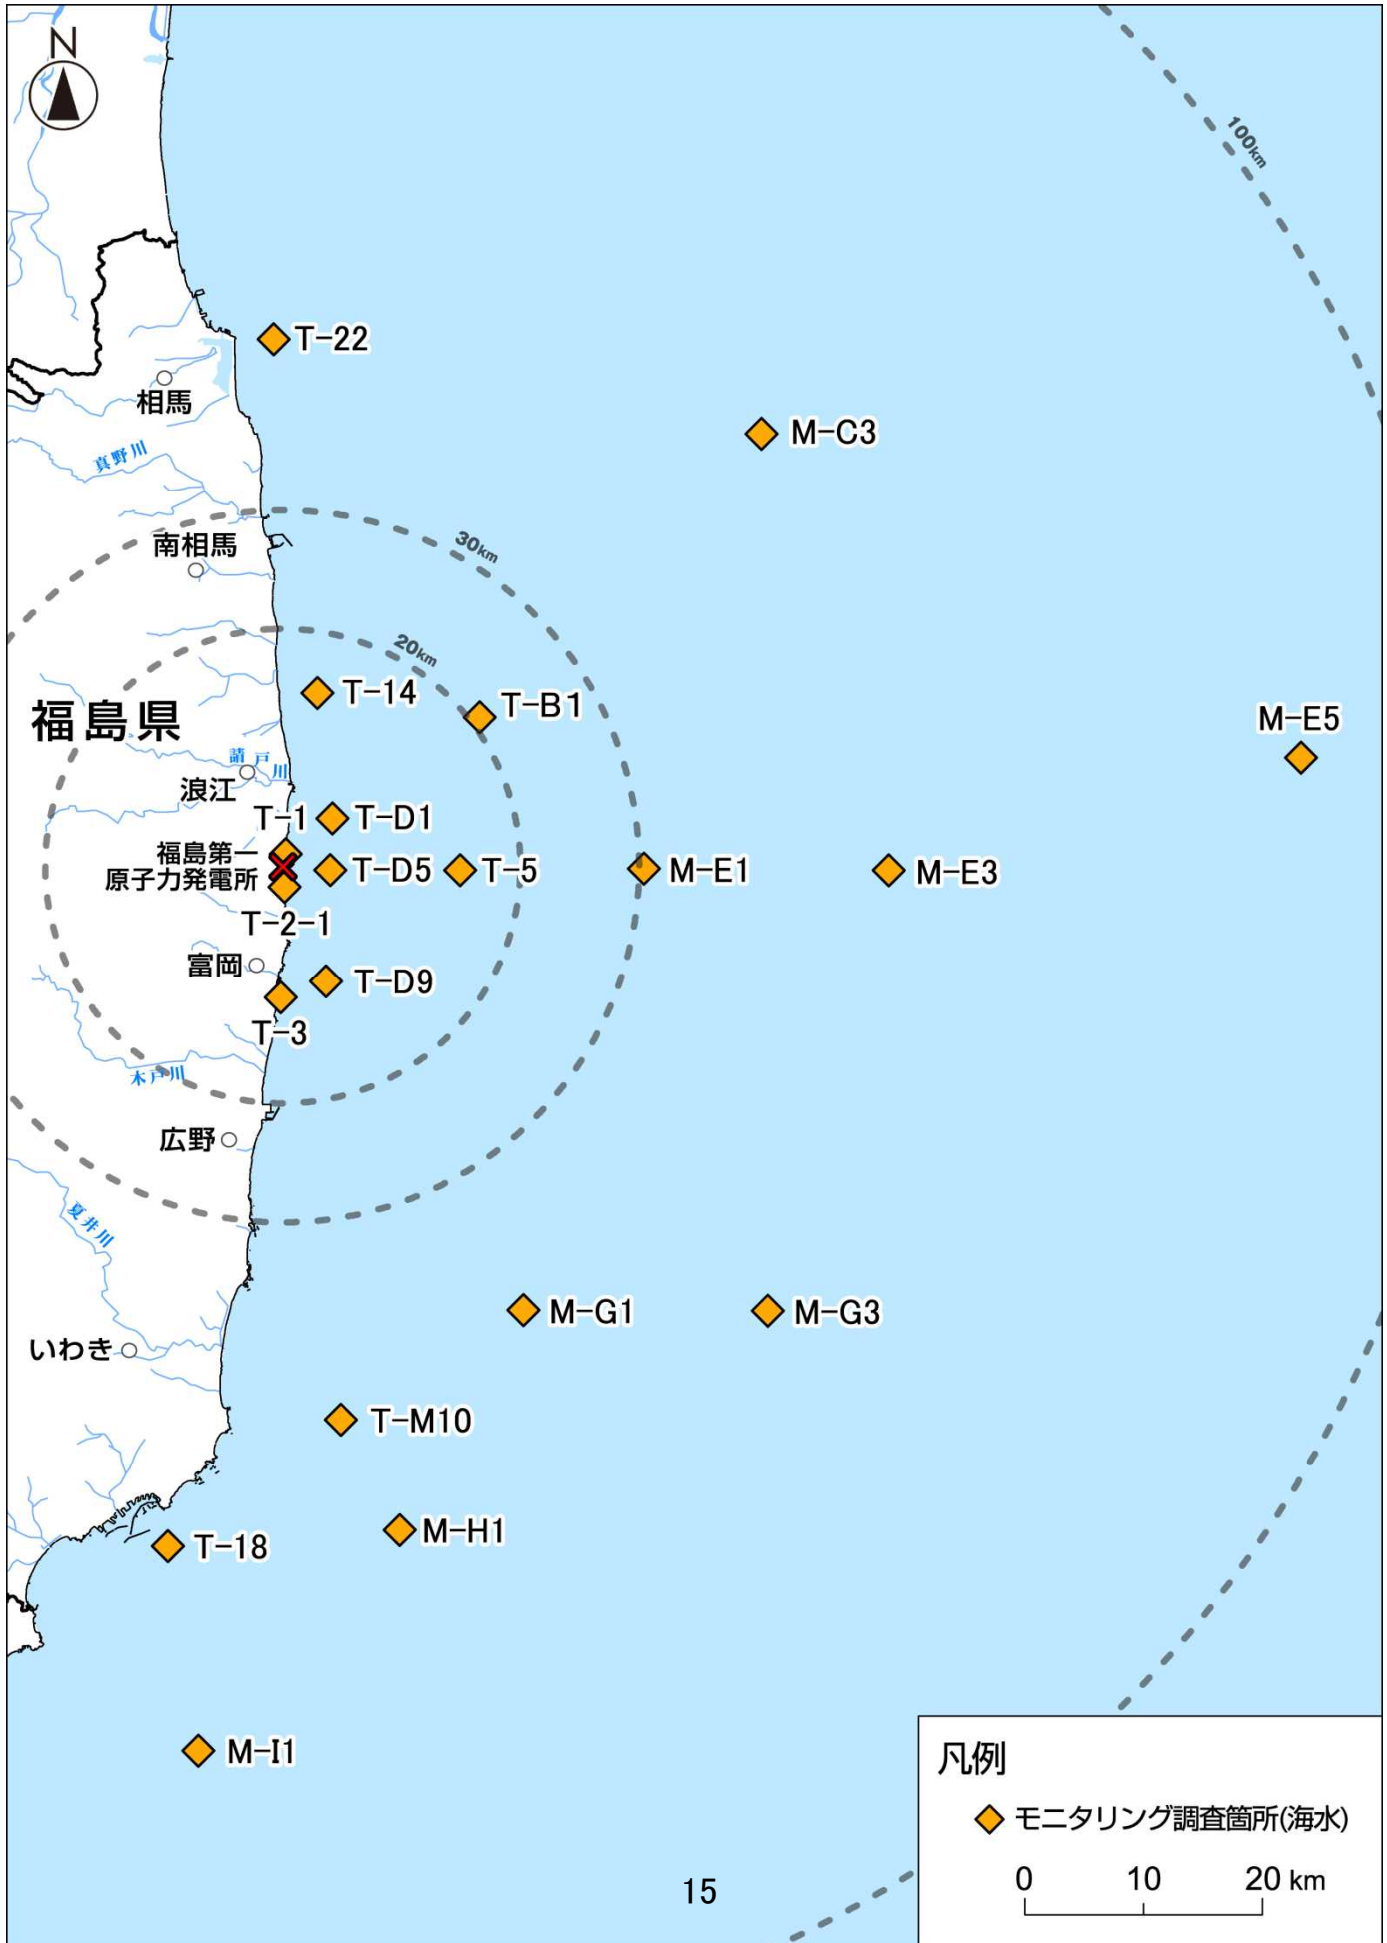 N
100km
T-22
相馬
M-C3
真野川
30km
南相馬
20km
T-14
T-B1
福島県
M-E5
請戸川
浪江
T-1
T-D1
福島第一
原子力発電所
T-D5
T-5
M-E1
M-E3
T-2-1
富岡
T-D9
T-3
木戸川
広野
夏井川
M-G1
M-G3
いわき
T-M10
M-H1
T-18
M-I1
凡例
モニタリング調査箇所(海水)
0 10 20 km
15